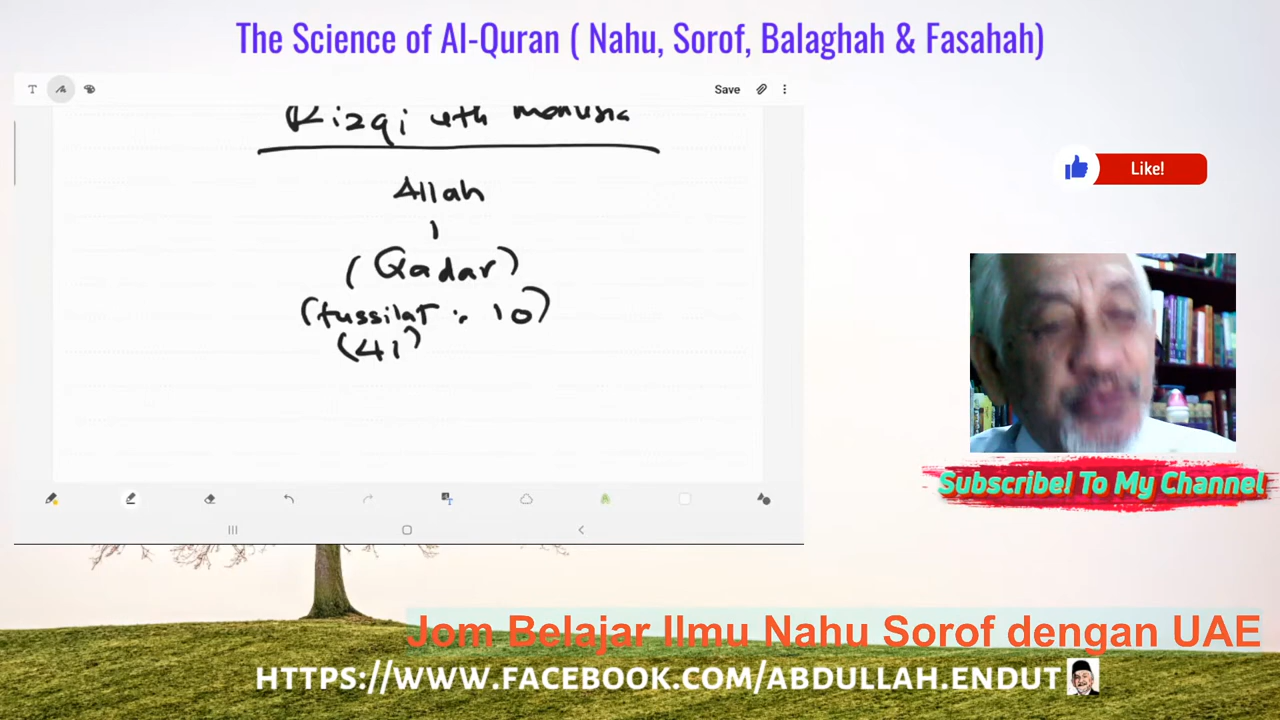 The Science of Al-Quran ( Nahu, Sorof, Balaghah & Fasahah)
T
Save
Rizqi utk manusia
Allah
(Qadar)
(fussilat : 10)
(41)
Like!
Subscribe! To My Channel
Jom Belajar Ilmu Nahu Sorof dengan UAE
HTTPS://WWW.FACEBOOK.COM/ABDULLAH.ENDUT